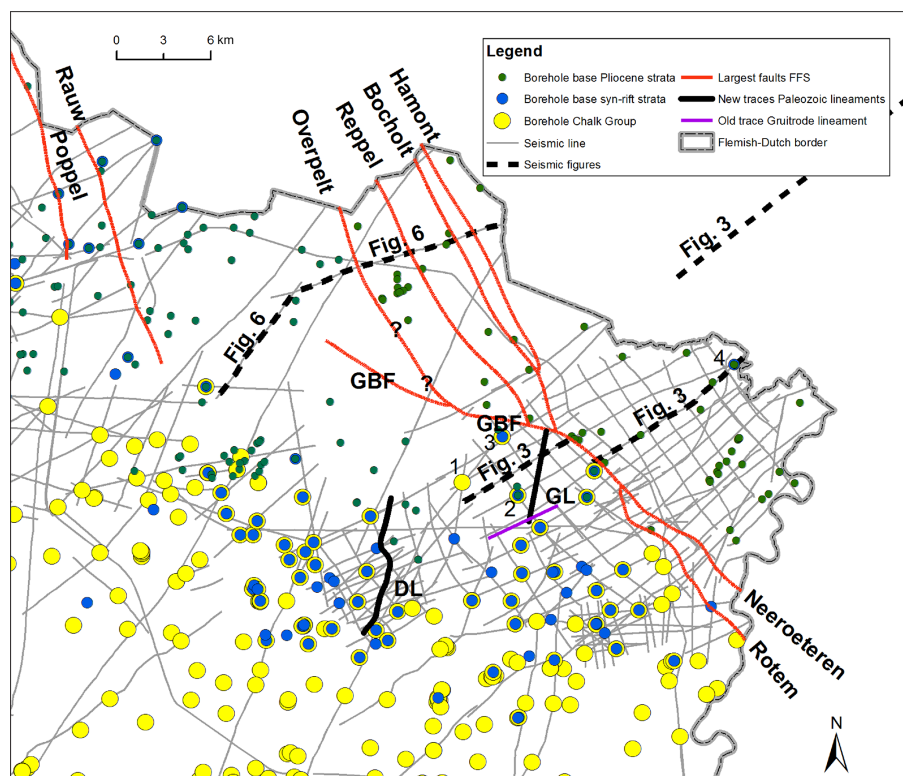 0 3 6 km
Legend
Borehole base Pliocene strata
Borehole base syn-rift strata
Borehole Chalk Group
Seismic line
Seismic figures
Largest faults FFS
New traces Paleozoic lineaments
Old trace Gruitrode lineament
Flemish-Dutch border
Rauw
Poppel
Overpelt
Reppel
Bocholt
Hamont
Fig. 6
Fig. 3
Fig. 6
?
?
GBF
GBF
4
Fig. 3
3
1
Fig. 3
2
GL
DL
Neeroeteren
Rotem
N